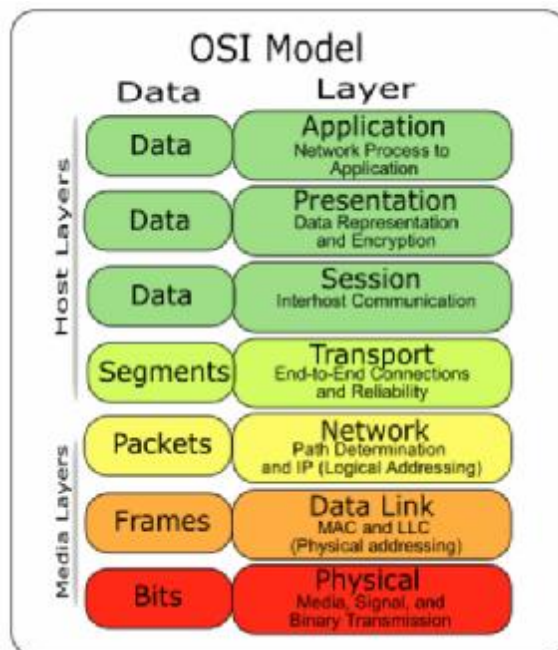 OSI Model
Data Layer
Host Layers
Data
Application
Network Process to
Application
Data
Presentation
Data Representation
and Encryption
Data
Session
Interhost Communication
Segments
Transport
End-to-End Connections
and Reliability
Media Layers
Packets
Network
Path Determination
and IP (Logical Addressing)
Frames
Data Link
MAC and LLC
(Physical addressing)
Bits
Physical
Media, Signal, and
Binary Transmission